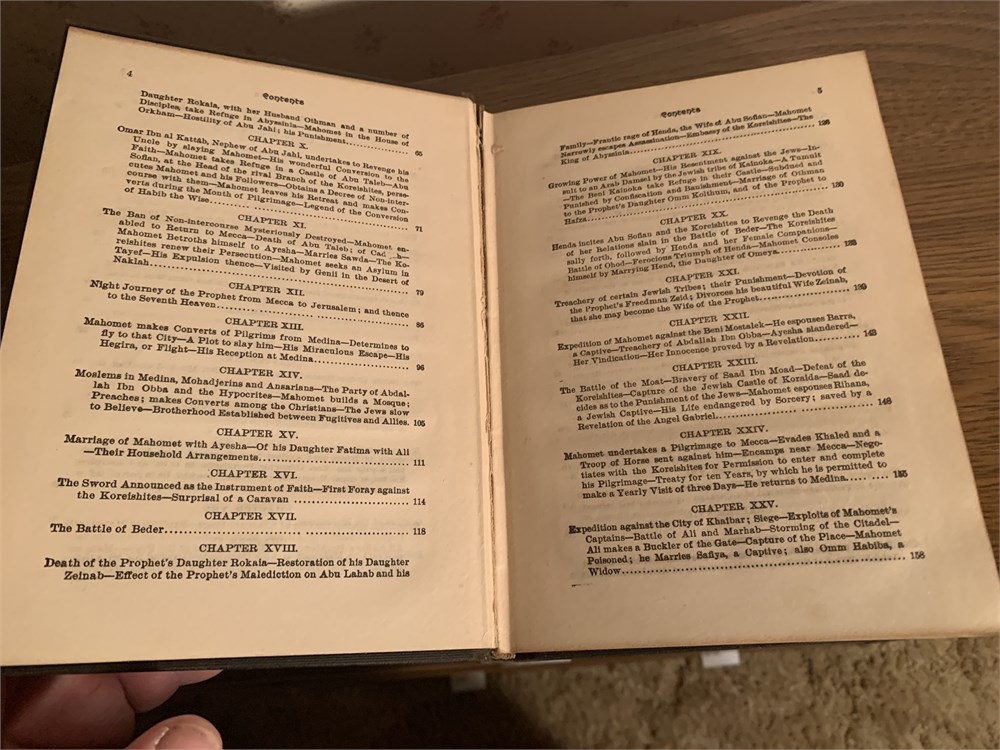 4
Contents
Daughter Rokaia, with her Husband Othman and a number of
Disciples, take Refuge in Abyssinia—Mahomet in the House of
Orkham—Hostility of Abu Jahl; his Punishment.............. 65
CHAPTER X.
Omar Ibn al Kattâb, Nephew of Abu Jahl, undertakes to Revenge his
Uncle by slaying Mahomet—His wonderful Conversion to the
Faith—Mahomet takes Refuge in a Castle of Abu Taleb—Abu
Sofian, at the Head of the rival Branch of the Koreishites, perse-
cutes Mahomet and his Followers—Obtains a Decree of Non-inter-
course with them—Mahomet leaves his Retreat and makes Con-
verts during the Month of Pilgrimage—Legend of the Conversion
of Habib the Wise.............. 71
CHAPTER XI.
The Ban of Non-intercourse Mysteriously Destroyed—Mahomet en-
abled to Return to Mecca—Death of Abu Taleb; of
Mahomet Betroths himself to Ayesha—Marries Sawda—The Ko-
reishites renew their Persecution—Mahomet seeks an Asylum in
Tayef—His Expulsion thence—Visited by Genii in the Desert of
Naklah.............. 79
CHAPTER XII.
Night Journey of the Prophet from Mecca to Jerusalem; and thence
to the Seventh Heaven.............. 86
CHAPTER XIII.
Mahomet makes Converts of Pilgrims from Medina—Determines to
fly to that City—A Plot to slay him—His Miraculous Escape—His
Hegira, or Flight—His Reception at Medina.............. 96
CHAPTER XIV.
Moslems in Medina, Mohadjerins and Ansarians—The Party of Abdal-
lah Ibn Obba and the Hypocrites—Mahomet builds a Mosque;
Preaches; makes Converts among the Christians—The Jews slow
to Believe—Brotherhood Established between Fugitives and Allies. 105
CHAPTER XV.
Marriage of Mahomet with Ayesha—Of his Daughter Fatima with Ali
—Their Household Arrangements.............. 111
CHAPTER XVI.
The Sword Announced as the Instrument of Faith—First Foray against
the Koreishites—Surprisal of a Caravan .............. 114
CHAPTER XVII.
The Battle of Beder.............. 118
CHAPTER XVIII.
Death of the Prophet's Daughter Rokaia—Restoration of his Daughter
Zeinab—Effect of the Prophet's Malediction on Abu Lahab and his
5
Contents
Family—Frantic rage of Henda, the Wife of Abu Sofian—Mahomet
Narrowly escapes Assassination—Embassy of the Koreishites—The
King of Abyssinia..............
CHAPTER XIX.
Growing Power of Mahomet—His Resentment against the Jews—In-
sult to an Arab Damsel by the Jewish tribe of Kainoka—A Tumult
—The Beni Kainoka take Refuge in their Castle—Subdued and
Punished by Confiscation and Banishment—Marriage of Othman
to the Prophet's Daughter Omm Kolthum, and of the Prophet to
Hafza.............. 130
CHAPTER XX.
Henda incites Abu Sofian and the Koreishites to Revenge the Death
of her Relations slain in the Battle of Beder—The Koreishites
sally forth, followed by Henda and her Female Companions—
Battle of Ohod—Ferocious Triumph of Henda—Mahomet Consoles
himself by Marrying Hend, the Daughter of Omeya..............
CHAPTER XXI.
Treachery of certain Jewish Tribes; their Punishment—Devotion of
the Prophet's Freedman Zeid; Divorces his beautiful Wife Zeinab,
that she may become the Wife of the Prophet.............. 139
CHAPTER XXII.
Expedition of Mahomet against the Beni Mostalek—He espouses Barra,
a Captive—Treachery of Abdallah Ibn Obba—Ayesha slandered—
Her Vindication—Her Innocence proved by a Revelation.............. 143
CHAPTER XXIII.
The Battle of the Moat—Bravery of Saad Ibn Moad—Defeat of the
Koreishites—Capture of the Jewish Castle of Koraida—Saad de-
cides as to the Punishment of the Jews—Mahomet espouses Rihana,
a Jewish Captive—His Life endangered by Sorcery; saved by a
Revelation of the Angel Gabriel.............. 148
CHAPTER XXIV.
Mahomet undertakes a Pilgrimage to Mecca—Evades Khaled and a
Troop of Horse sent against him—Encamps near Mecca—Nego-
tiates with the Koreishites for Permission to enter and complete
his Pilgrimage—Treaty for ten Years, by which he is permitted to
make a Yearly Visit of three Days—He returns to Medina.............. 155
CHAPTER XXV.
Expedition against the City of Khaïbar; Siege—Exploits of Mahomet's
Captains—Battle of Ali and Marhab—Storming of the Citadel—
Ali makes a Buckler of the Gate—Capture of the Place—Mahomet
Poisoned; he Marries Safiya, a Captive; also Omm Habiba, a
Widow.............. 158